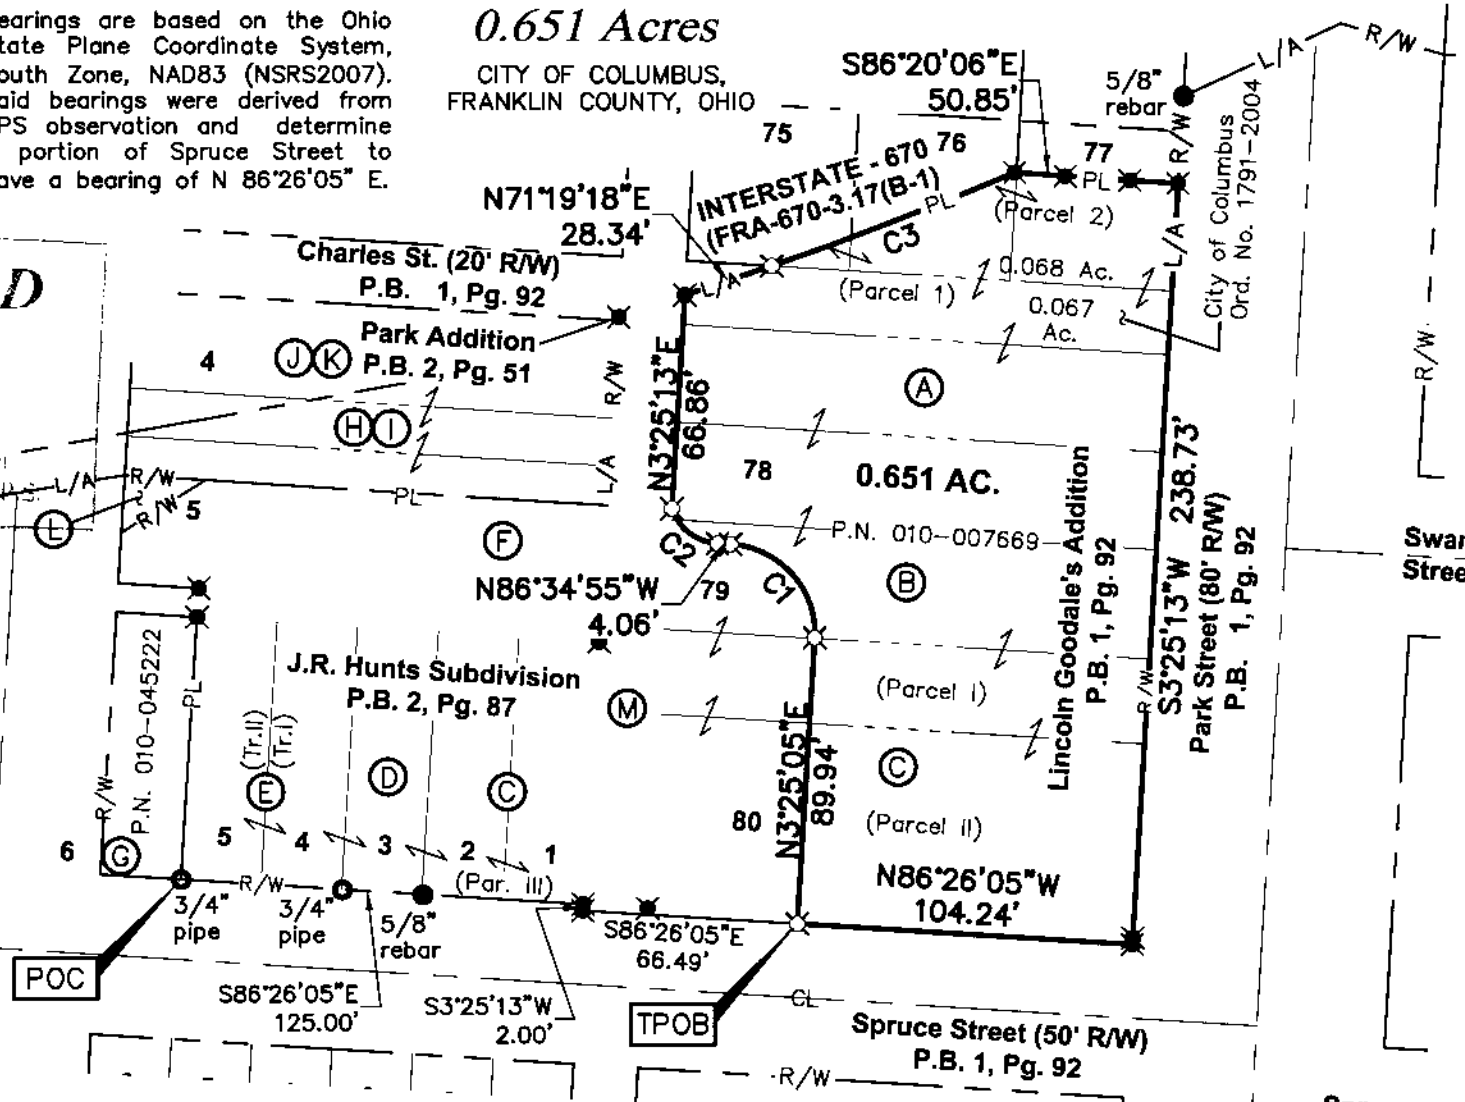 earings are based on the Ohio
tate Plane Coordinate System,
outh Zone, NAD83 (NSRS2007).
aid bearings were derived from
PS observation and determine
portion of Spruce Street to
ave a bearing of N 86°26'05" E.
0.651 Acres
CITY OF COLUMBUS,
FRANKLIN COUNTY, OHIO
S86°20'06"E
50.85'
5/8"
rebar
L/A
R/W
75
76
77
R/W
PL
City of Columbus
Ord. No. 1791-2004
INTERSTATE - 670
(FRA-670-3.17(B-1)
PL
C3
(Parcel 2)
L/A
N71°19'18"E
28.34'
L/A
(Parcel 1)
0.068 Ac.
0.067
Ac.
D
Charles St. (20' R/W)
P.B. 1, Pg. 92
Park Addition
P.B. 2, Pg. 51
4
J
K
H
I
R/W
L/A
N3°25'13"E
66.86'
A
78
0.651 AC.
P.N. 010-007669
R/W
L/A
R/W
R/W
L
5
PL
F
C2
C1
N86°34'55"W
4.06'
79
B
Lincoln Goodale's Addition
P.B. 1, Pg. 92
S3°25'13"W 238.73'
R/W
Park Street (80' R/W)
P.B. 1, Pg. 92
Swan
Stree
J.R. Hunts Subdivision
P.B. 2, Pg. 87
M
(Parcel I)
P.N. 010-045222
PL
R/W
(Tr.II)
(Tr.I)
E
D
C
N3°25'05"E
89.94'
C
(Parcel II)
80
6
G
5
4
3
2
1
(Par. III)
R/W
3/4"
pipe
3/4"
pipe
5/8"
rebar
S86°26'05"E
66.49'
N86°26'05"W
104.24'
POC
S86°26'05"E
125.00'
S3°25'13"W
2.00'
TPOB
CL
Spruce Street (50' R/W)
P.B. 1, Pg. 92
R/W